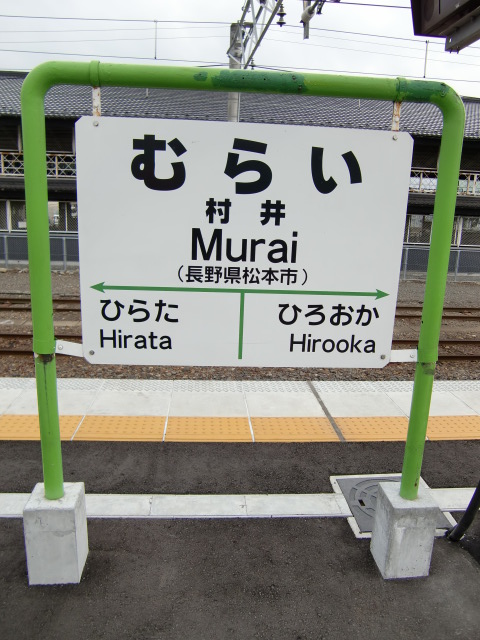 むらい
村井
Murai
（長野県松本市）
ひらた ひろおか
Hirata Hirooka